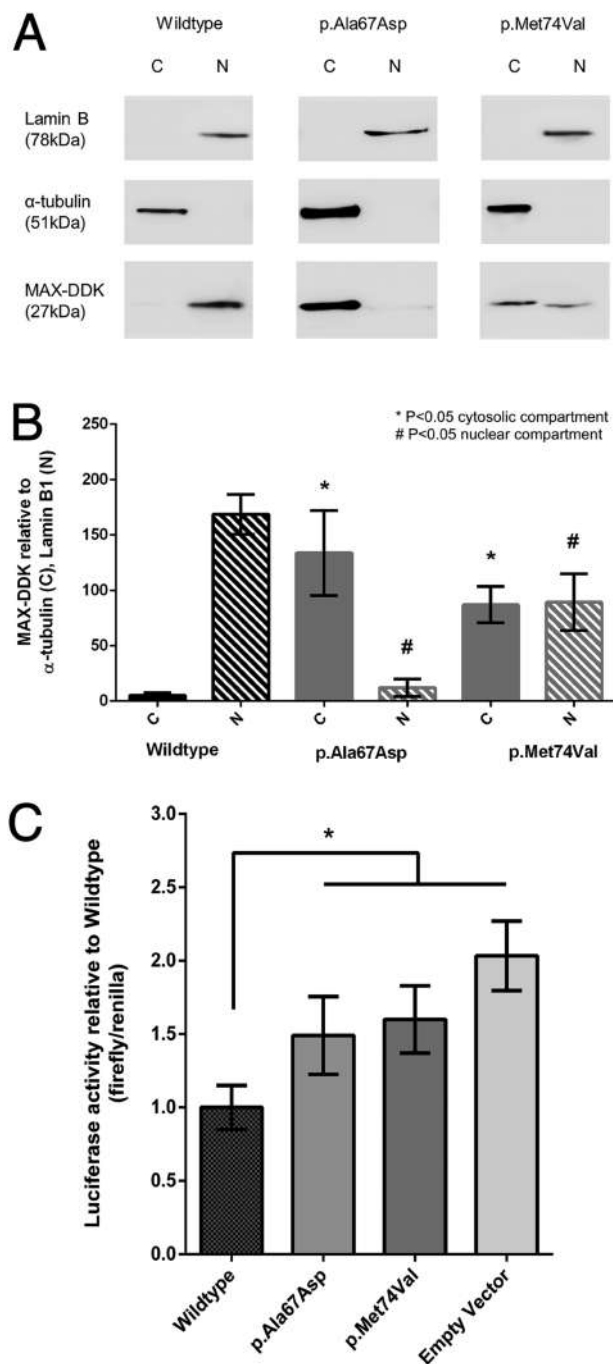 A
Wildtype p.Ala67Asp p.Met74Val
C N C N C N
Lamin B
(78kDa)
α-tubulin
(51kDa)
MAX-DDK
(27kDa)
B
* P<0.05 cytosolic compartment
# P<0.05 nuclear compartment
MAX-DDK relative to
α-tubulin (C), Lamin B1 (N)
250
200
150
100
50
0
* # * #
C N C N C N
Wildtype p.Ala67Asp p.Met74Val
C
Luciferase activity relative to Wildtype
(firefly/renilla)
3.0
2.5
2.0
1.5
1.0
0.5
0.0
*
Wildtype
p.Ala67Asp
p.Met74Val
Empty Vector